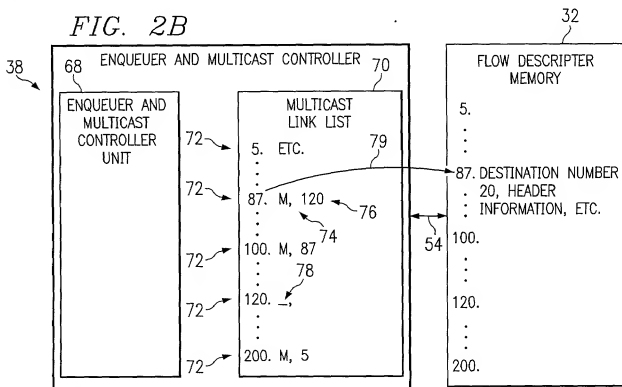 FIG. 2B
32
ENQUEUER AND MULTICAST CONTROLLER
FLOW DESCRIPTER
MEMORY
38
68
70
ENQUEUER AND
MULTICAST
CONTROLLER
UNIT
MULTICAST
LINK LIST
72
5. ETC.
79
5.
72
87. M, 120
76
74
87. DESTINATION NUMBER
20, HEADER
INFORMATION, ETC.
54
72
100. M, 87
100.
78
72
120. _,
120.
72
200. M, 5
200.